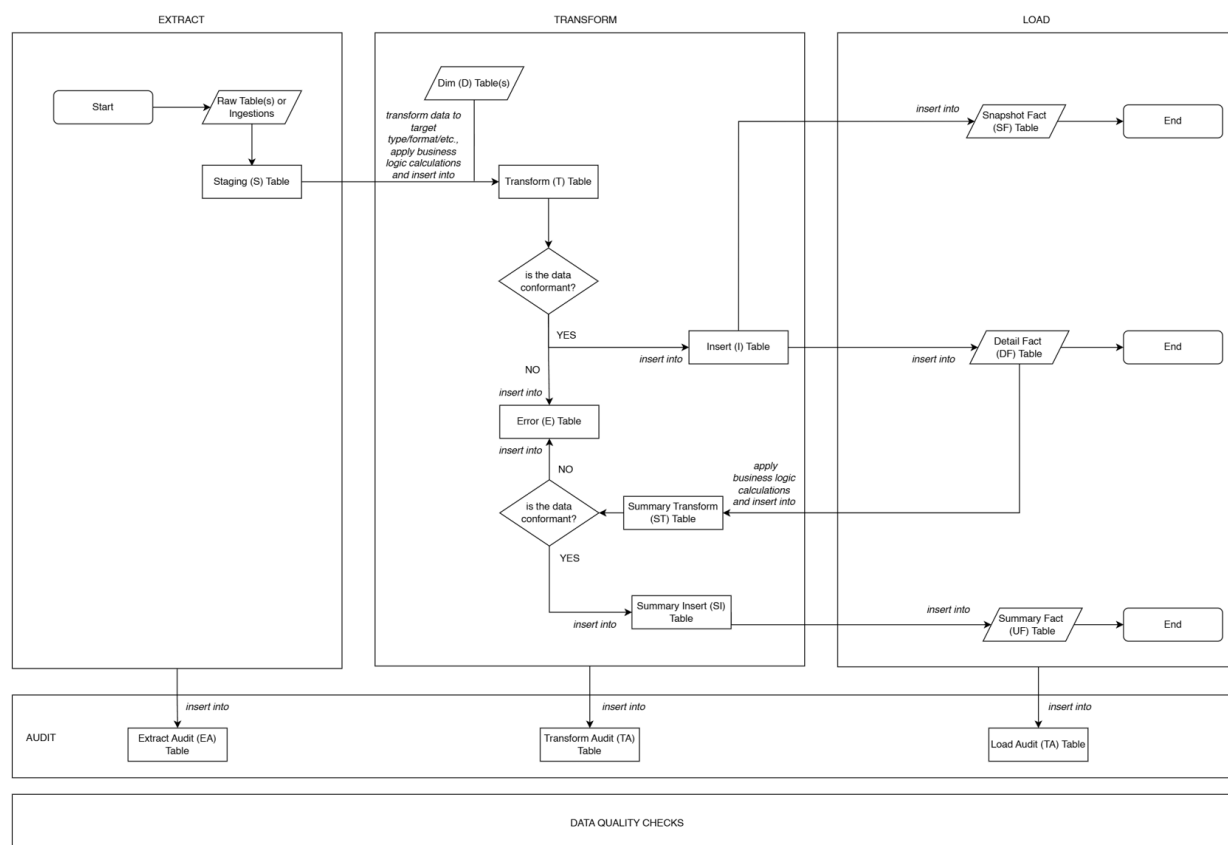 EXTRACT
TRANSFORM
LOAD
Start
Raw Table(s) or
Ingestions
Staging (S) Table
Dim (D) Table(s)
transform data to
target
type/format/etc.,
apply business
logic calculations
and insert into
Transform (T) Table
is the data
conformant?
YES
insert into
Insert (I) Table
NO
insert into
Error (E) Table
insert into
NO
is the data
conformant?
Summary Transform
(ST) Table
apply
business logic
calculations
and insert into
YES
insert into
Summary Insert (SI)
Table
insert into
Snapshot Fact
(SF) Table
End
insert into
Detail Fact
(DF) Table
End
insert into
Summary Fact
(UF) Table
End
AUDIT
insert into
Extract Audit (EA)
Table
insert into
Transform Audit (TA)
Table
insert into
Load Audit (TA) Table
DATA QUALITY CHECKS